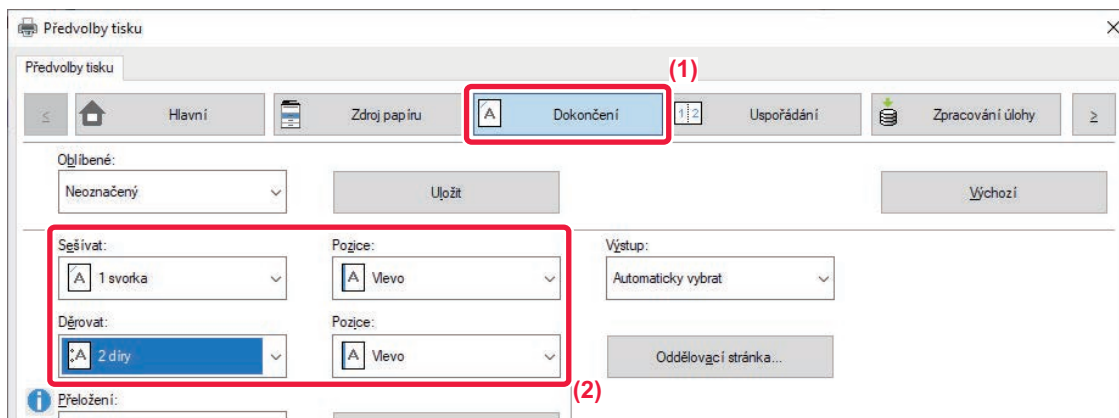 Předvolby tisku
Předvolby tisku
(1)
< Hlavní Zdroj papíru Dokončení Uspořádání Zpracování úlohy >
Oblíbené:
Neoznačený Uložit Výchozí
Sešívat: Pozice: Výstup:
1 svorka Vlevo Automaticky vybrat
Děrovat: Pozice:
2 díry Vlevo Oddělovací stránka...
(2)
Přeložení: